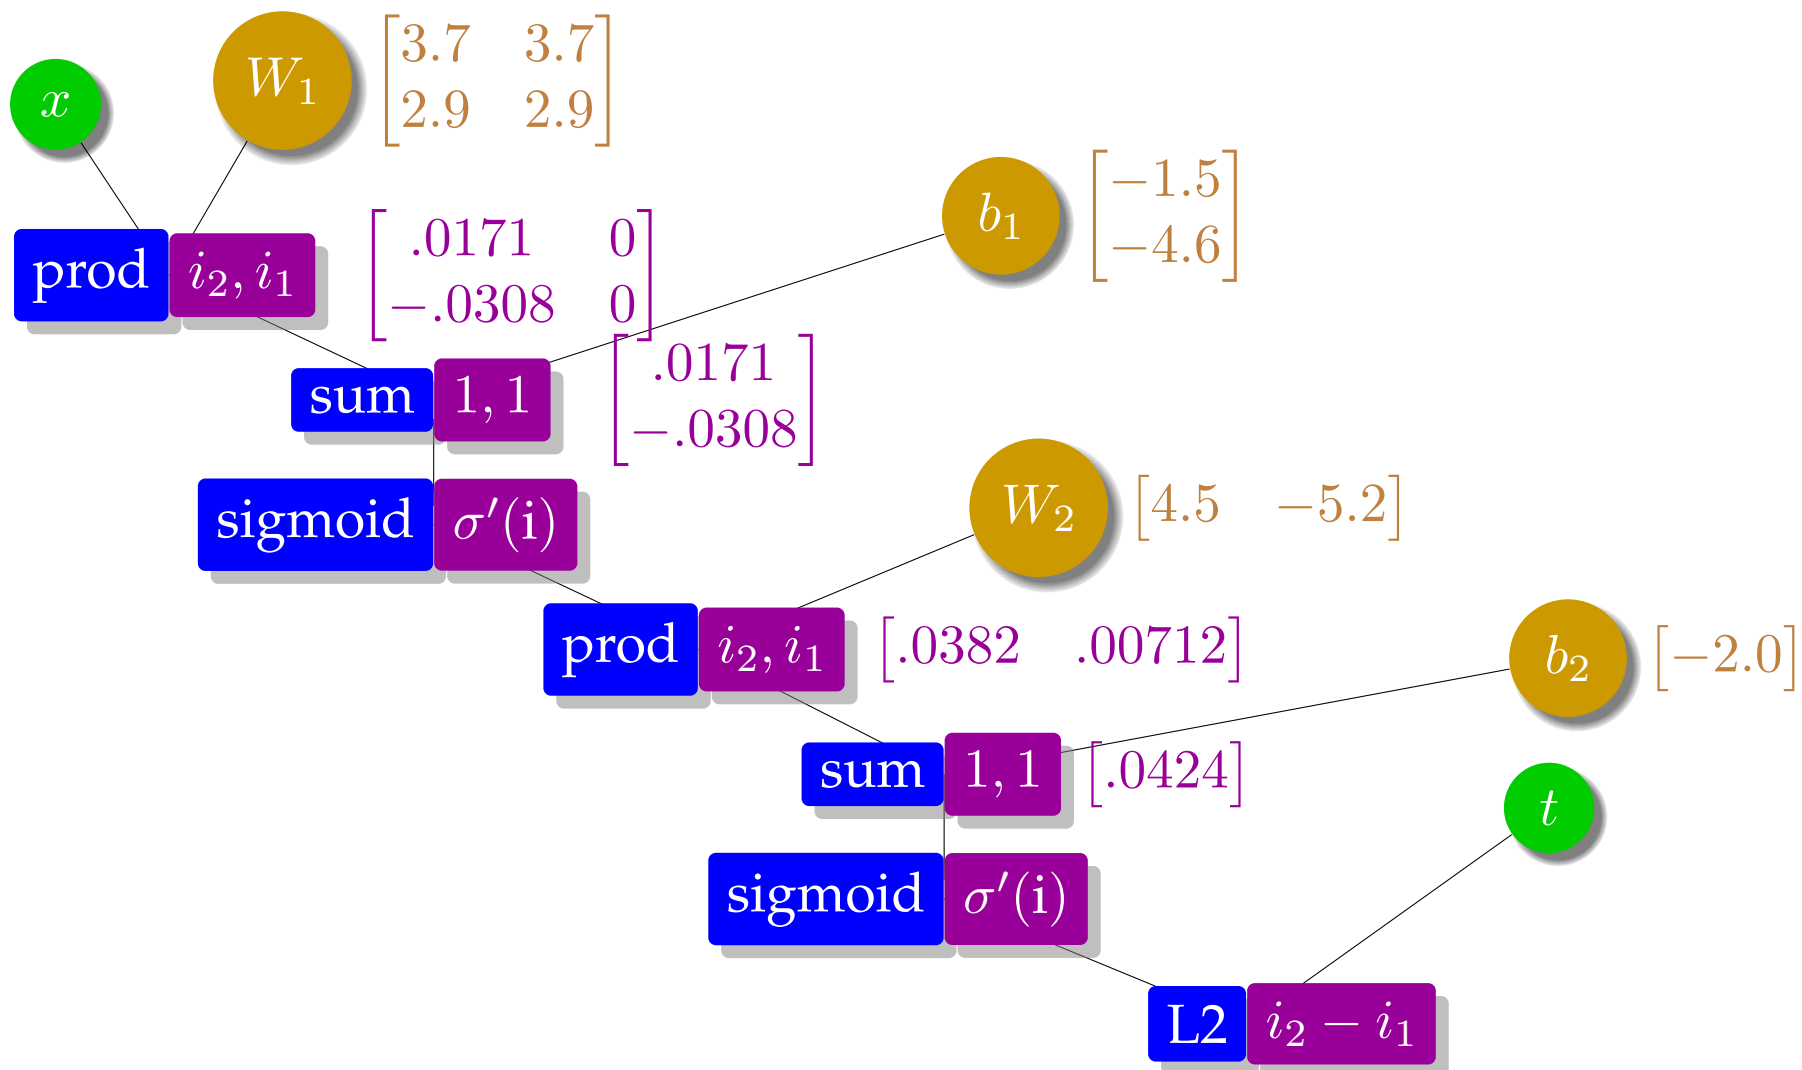 x W₁ [3.7 3.7
2.9 2.9]
prod i₂, i₁ [.0171 0
−.0308 0]
b₁ [−1.5
−4.6]
sum 1, 1 [.0171
−.0308]
sigmoid σ′(i)
W₂ [4.5 −5.2]
prod i₂, i₁ [.0382 .00712]
b₂ [−2.0]
sum 1, 1 [.0424]
t
sigmoid σ′(i)
L2 i₂ − i₁